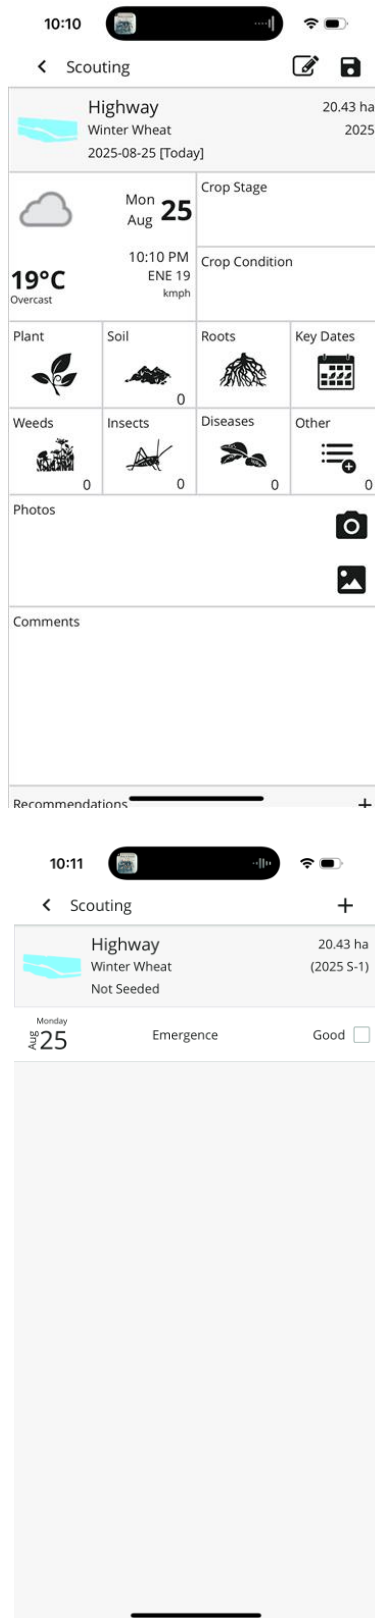 10:10
Scouting
Highway 20.43 ha
Winter Wheat 2025
2025-08-25 [Today]
Mon
Aug 25
Crop Stage
10:10 PM
19°C ENE 19
Overcast kmph
Crop Condition
Plant Soil Roots Key Dates
0
Weeds Insects Diseases Other
0 0 0 0
Photos
Comments
Recommendations +
10:11
Scouting +
Highway 20.43 ha
Winter Wheat (2025 S-1)
Not Seeded
Monday
Aug 25 Emergence Good